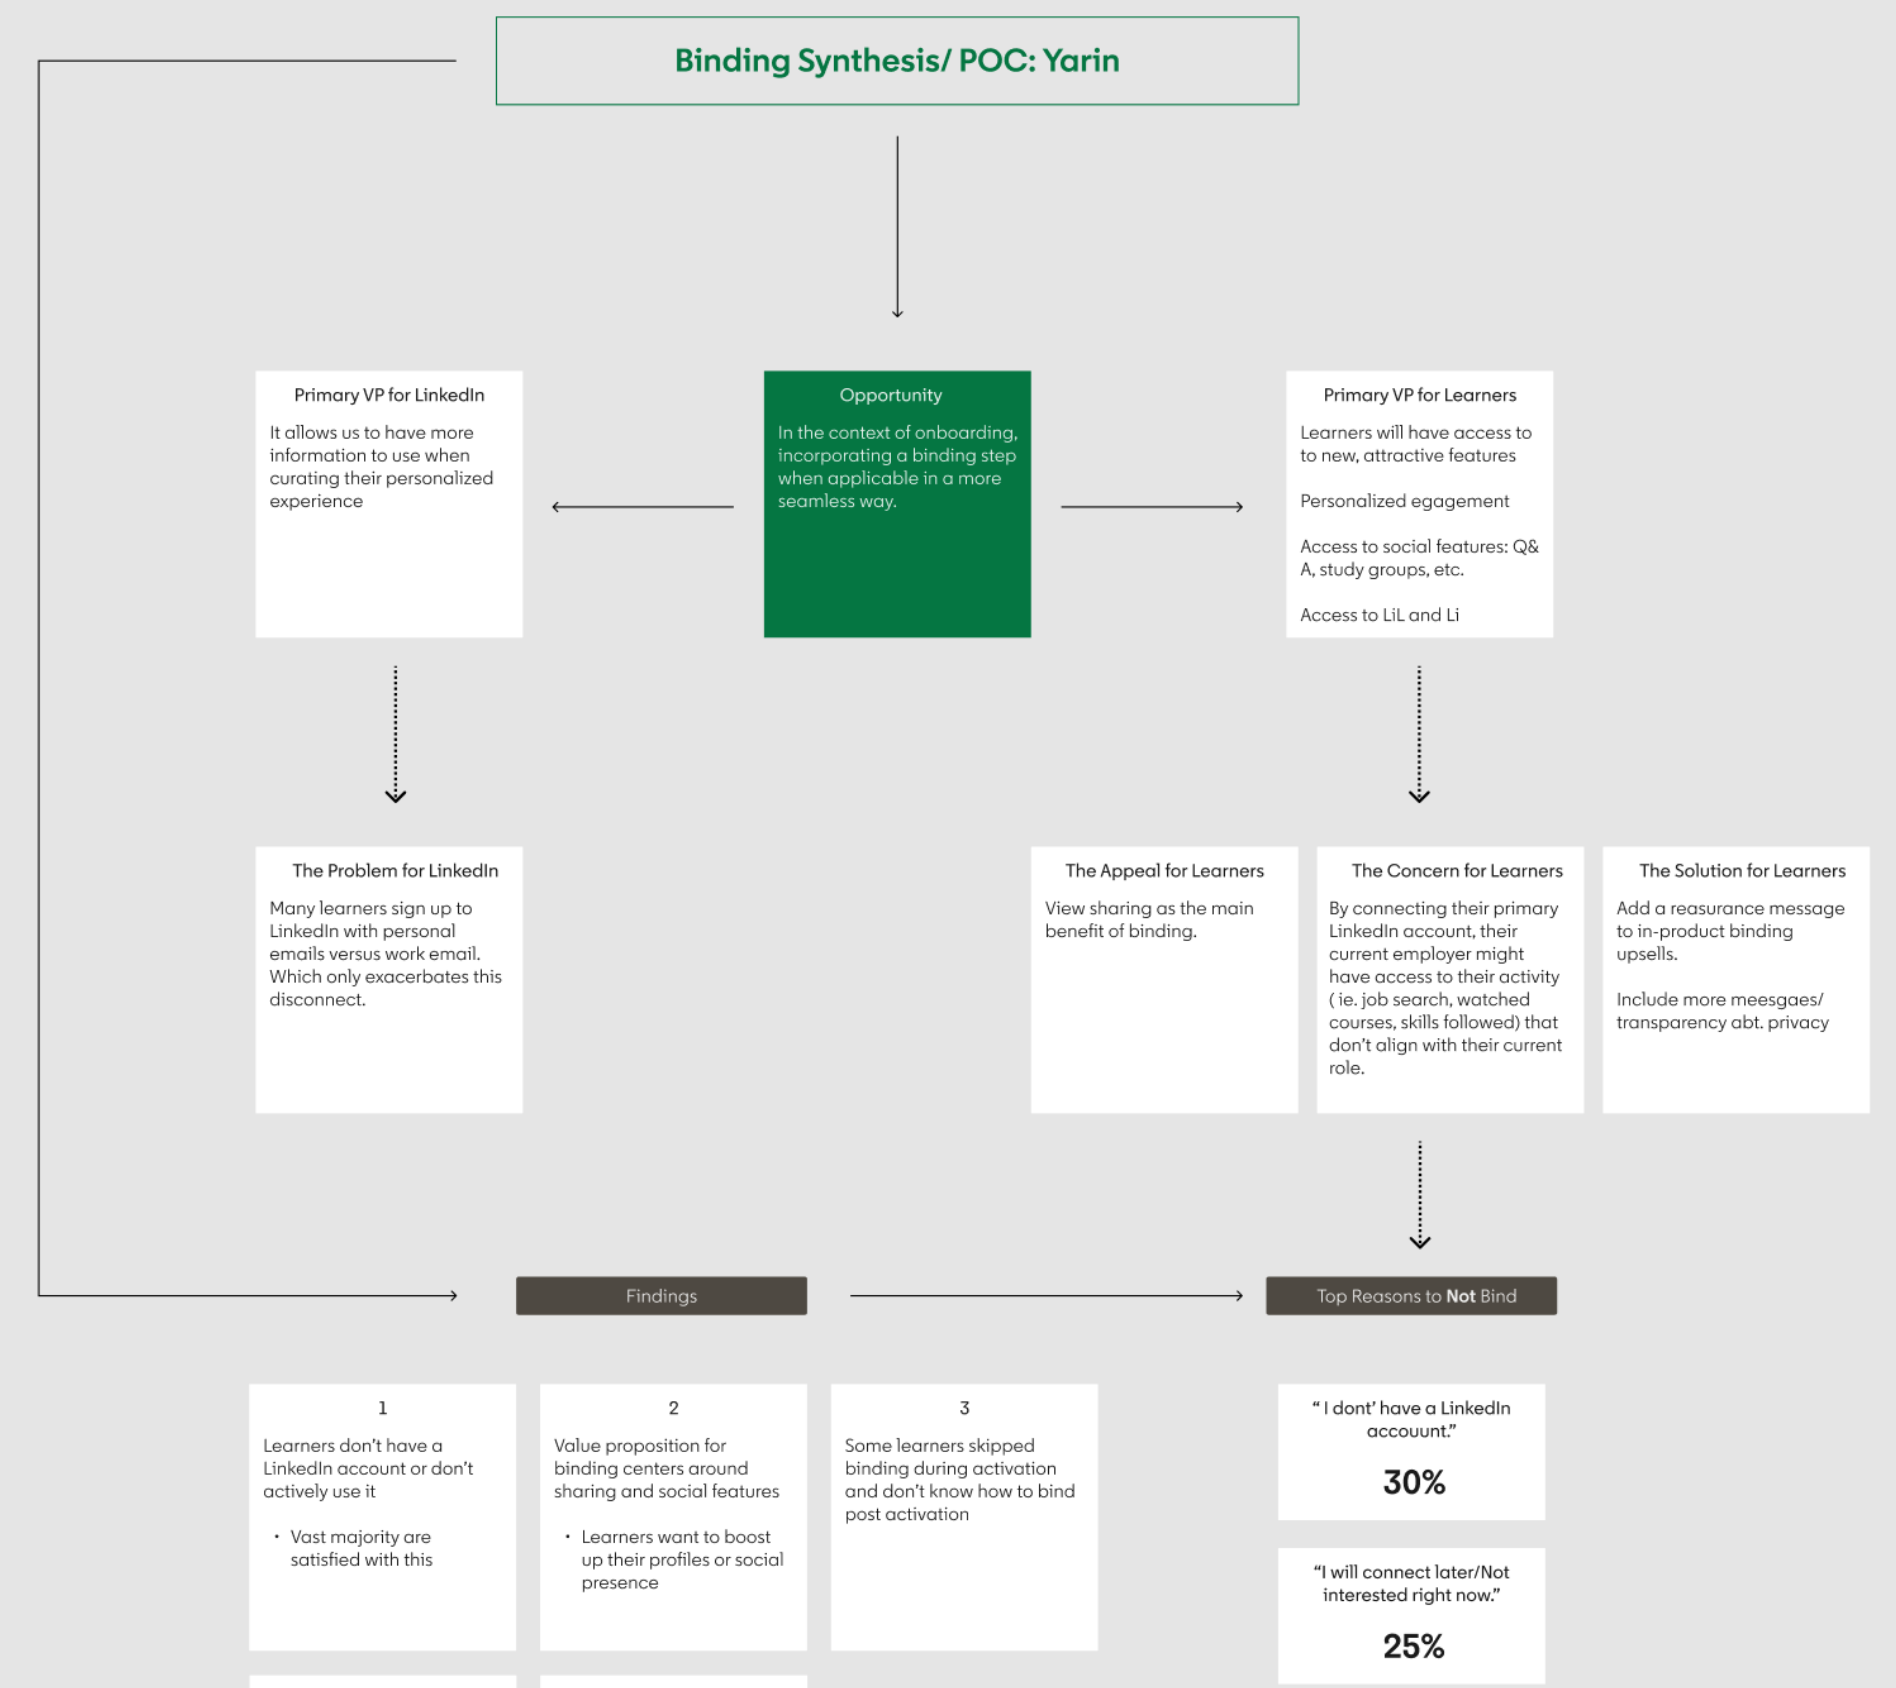 Binding Synthesis/ POC: Yarin
Primary VP for LinkedIn
It allows us to have more
information to use when
curating their personalized
experience
Opportunity
In the context of onboarding,
incorporating a binding step
when applicable in a more
seamless way.
Primary VP for Learners
Learners will have access to
to new, attractive features
Personalized egagement
Access to social features: Q&
A, study groups, etc.
Access to LiL and Li
The Problem for LinkedIn
Many learners sign up to
LinkedIn with personal
emails versus work email.
Which only exacerbates this
disconnect.
The Appeal for Learners
View sharing as the main
benefit of binding.
The Concern for Learners
By connecting their primary
LinkedIn account, their
current employer might
have access to their activity
( ie. job search, watched
courses, skills followed) that
don't align with their current
role.
The Solution for Learners
Add a reasurance message
to in-product binding
upsells.
Include more meesgaes/
transparency abt. privacy
Findings
Top Reasons to Not Bind
1
Learners don't have a
LinkedIn account or don't
actively use it
• Vast majority are
satisfied with this
2
Value proposition for
binding centers around
sharing and social features
• Learners want to boost
up their profiles or social
presence
3
Some learners skipped
binding during activation
and don't know how to bind
post activation
“ I dont’ have a LinkedIn
accouunt.”
30%
“I will connect later/Not
interested right now.”
25%